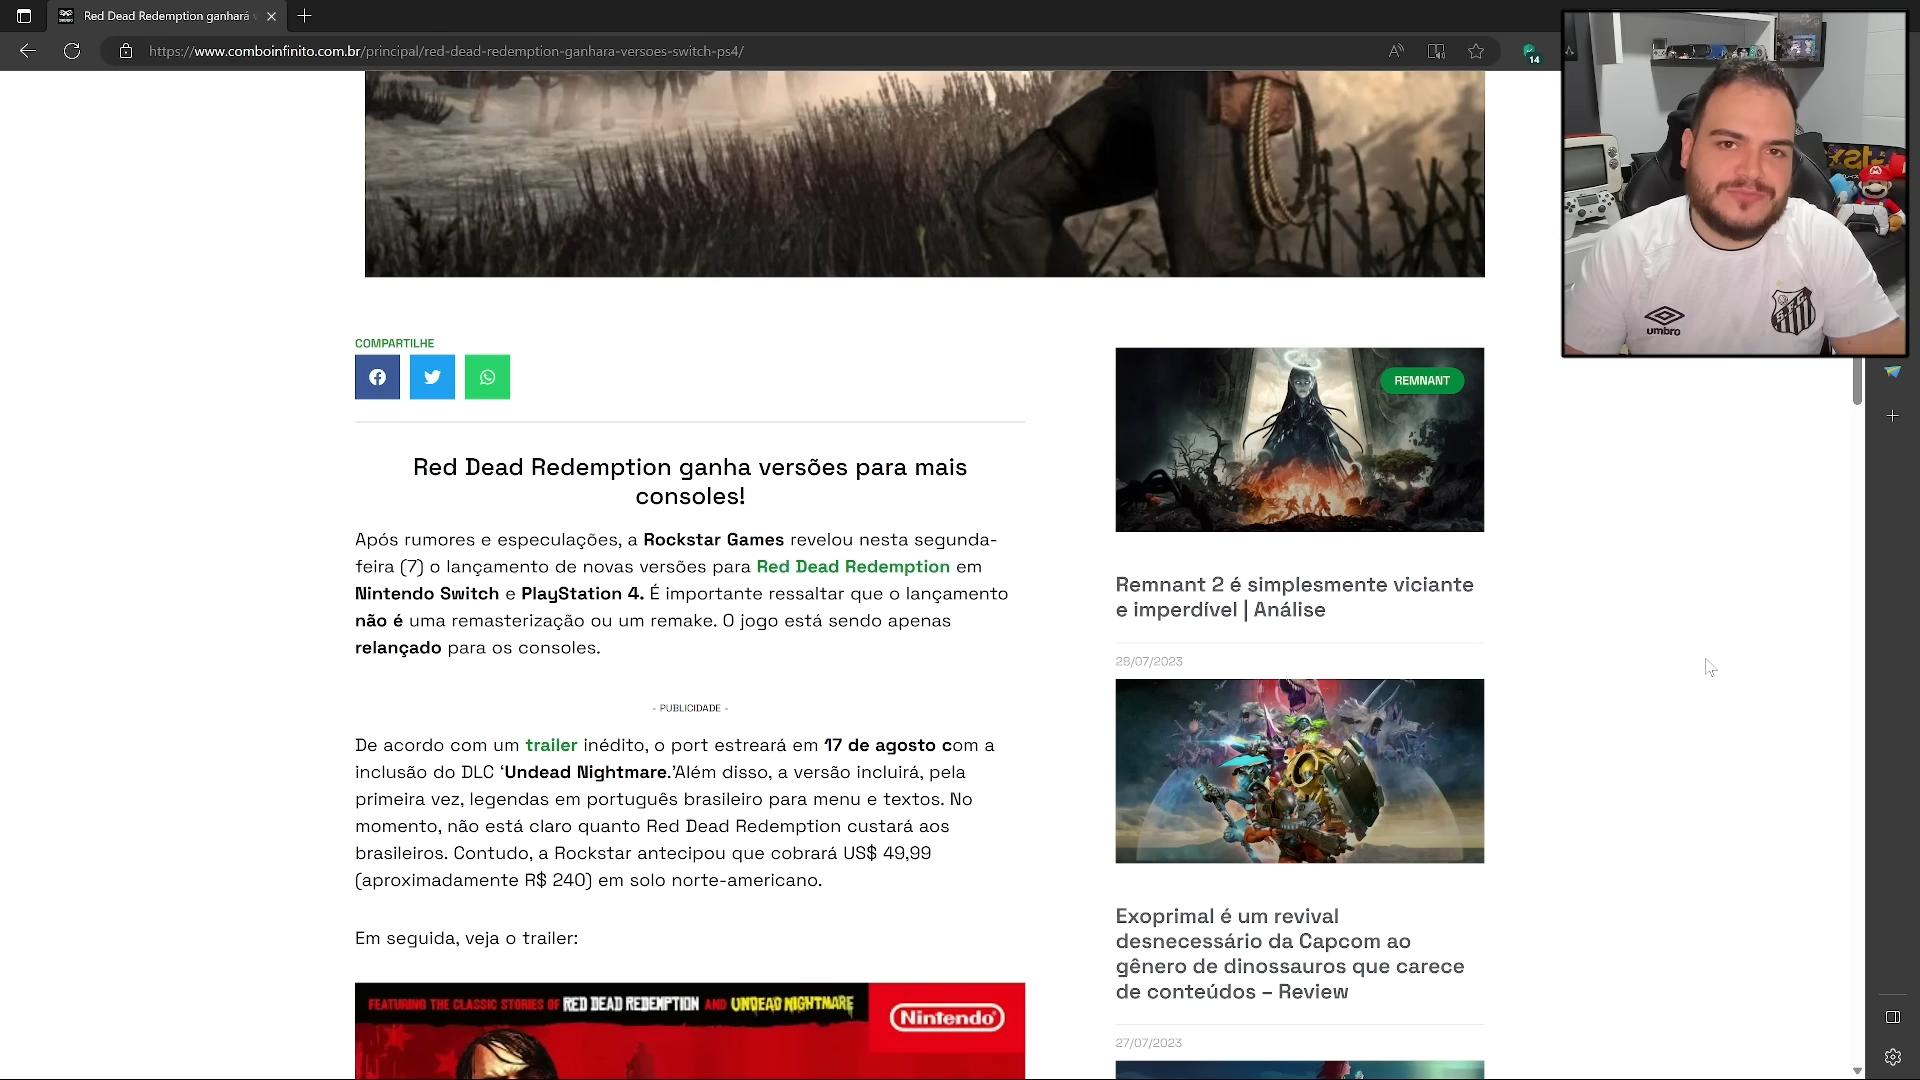 Red Dead Redemption ganhará
https://www.comboinfinito.com.br/principal/red-dead-redemption-ganhara-versoes-switch-ps4/
14
umbro
COMPARTILHE
REMNANT
Red Dead Redemption ganha versões para mais
consoles!
Após rumores e especulações, a Rockstar Games revelou nesta segunda-
feira (7) o lançamento de novas versões para Red Dead Redemption em
Nintendo Switch e PlayStation 4. É importante ressaltar que o lançamento
não é uma remasterização ou um remake. O jogo está sendo apenas
relançado para os consoles.
- PUBLICIDADE -
De acordo com um trailer inédito, o port estreará em 17 de agosto com a
inclusão do DLC ‘Undead Nightmare.’Além disso, a versão incluirá, pela
primeira vez, legendas em português brasileiro para menu e textos. No
momento, não está claro quanto Red Dead Redemption custará aos
brasileiros. Contudo, a Rockstar antecipou que cobrará US$ 49,99
(aproximadamente R$ 240) em solo norte-americano.
Em seguida, veja o trailer:
FEATURING THE CLASSIC STORIES OF RED DEAD REDEMPTION AND UNDEAD NIGHTMARE
Nintendo
Remnant 2 é simplesmente viciante
e imperdível | Análise
28/07/2023
Exoprimal é um revival
desnecessário da Capcom ao
gênero de dinossauros que carece
de conteúdos – Review
27/07/2023